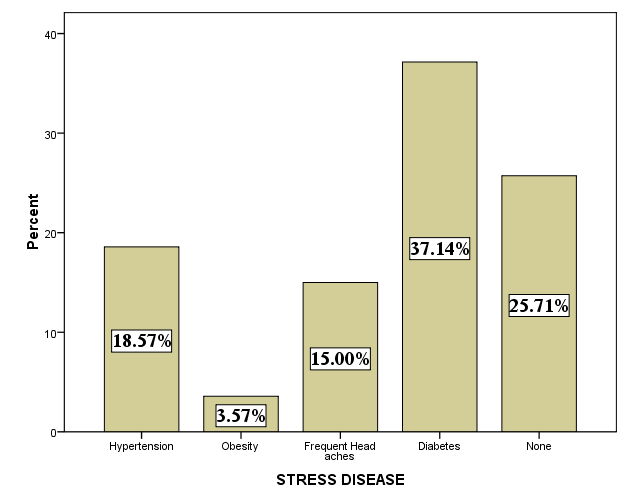 40
30
20
10
0
Percent
18.57%
3.57%
15.00%
37.14%
25.71%
Hypertension
Obesity
Frequent Head
aches
Diabetes
None
STRESS DISEASE